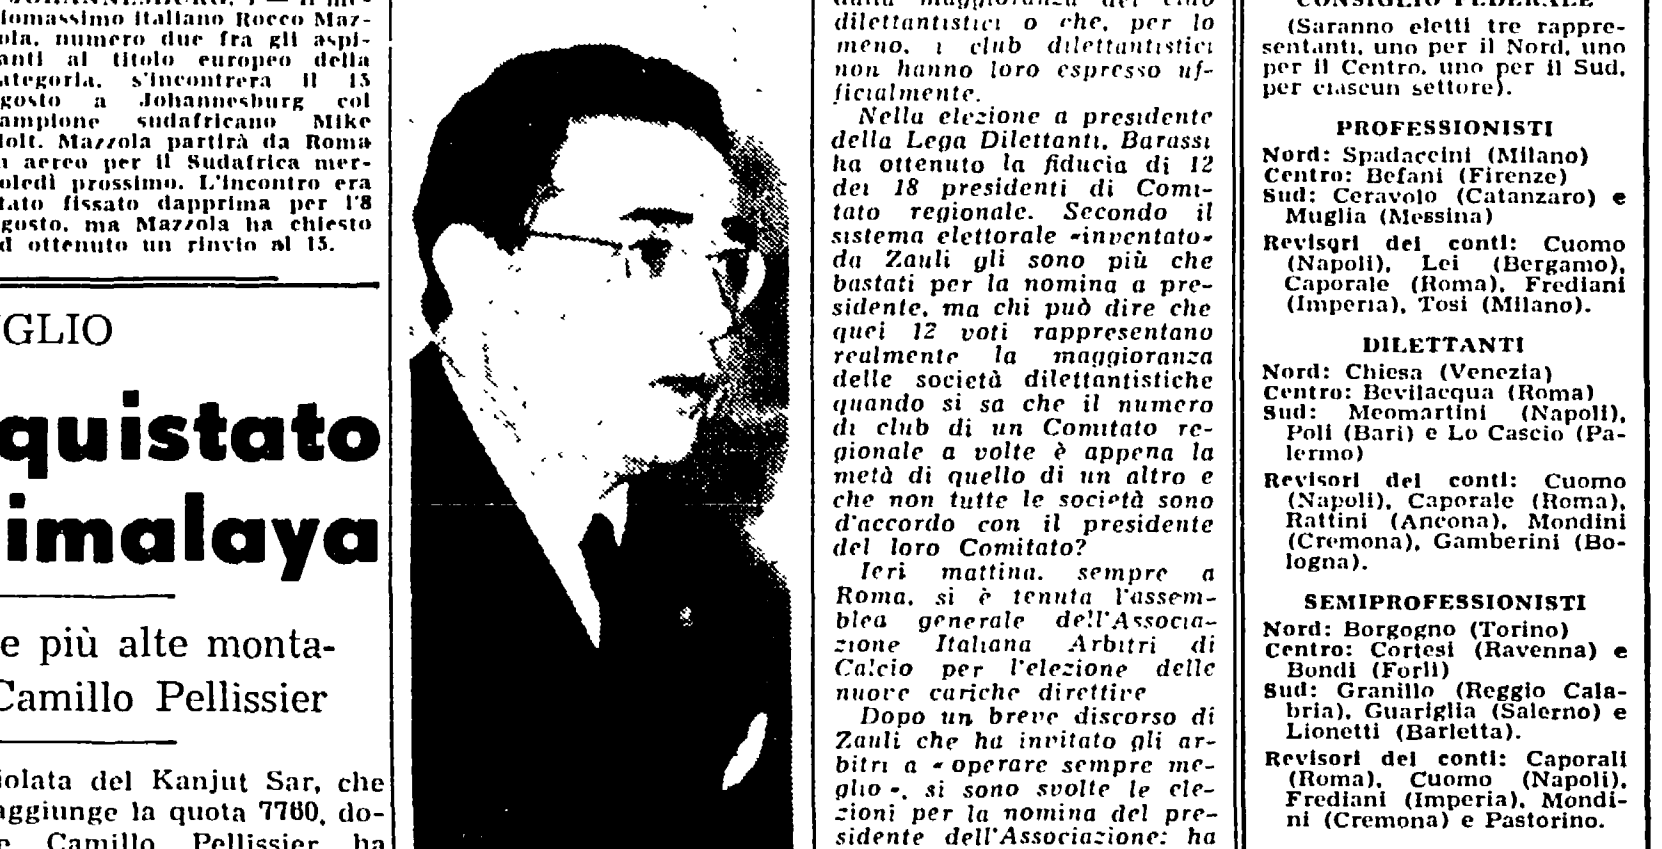 lomassimo italiano Rocco Maz-
ola, numero due fra gli aspi-
anti al titolo europeo della
ategoria, s'incontrerà il 15
gosto a Johannesburg col
ampione sudafricano Mike
olt. Mazzola partirà da Roma
n aereo per il Sudafrica mer-
oledì prossimo. L'incontro era
tato fissato dapprima per l'8
gosto, ma Mazzola ha chiesto
d ottenuto un rinvio al 15.
GLIO
quistato
imalaya
e più alte monta-
Camillo Pellissier
iolata del Kanjut Sar, che
aggiunge la quota 7760, do-
e Camillo Pellissier ha
dalla maggioranza dei club
dilettantistici o che, per lo
meno, i club dilettantistici
non hanno loro espresso uf-
ficialmente.
Nella elezione a presidente
della Lega Dilettanti, Barassi
ha ottenuto la fiducia di 12
dei 18 presidenti di Comi-
tato regionale. Secondo il
sistema elettorale «inventato»
da Zauli gli sono più che
bastati per la nomina a pre-
sidente, ma chi può dire che
quei 12 voti rappresentano
realmente la maggioranza
delle società dilettantistiche
quando si sa che il numero
di club di un Comitato re-
gionale a volte è appena la
metà di quello di un altro e
che non tutte le società sono
d'accordo con il presidente
del loro Comitato?
Ieri mattina, sempre a
Roma, si è tenuta l'assem-
blea generale dell'Associa-
zione Italiana Arbitri di
Calcio per l'elezione delle
nuove cariche direttive
Dopo un breve discorso di
Zauli che ha invitato gli ar-
bitri a «operare sempre me-
glio», si sono svolte le ele-
zioni per la nomina del pre-
sidente dell'Associazione: ha
CONSIGLIO FEDERALE
(Saranno eletti tre rappre-
sentanti, uno per il Nord, uno
per il Centro, uno per il Sud,
per ciascun settore).
PROFESSIONISTI
Nord: Spadaccini (Milano)
Centro: Befani (Firenze)
Sud: Ceravolo (Catanzaro) e
Muglia (Messina)
Revisori dei conti: Cuomo
(Napoli), Lei (Bergamo),
Caporale (Roma), Frediani
(Imperia), Tosi (Milano).
DILETTANTI
Nord: Chiesa (Venezia)
Centro: Bevilacqua (Roma)
Sud: Meomartini (Napoli),
Poli (Bari) e Lo Cascio (Pa-
lermo)
Revisori dei conti: Cuomo
(Napoli), Caporale (Roma),
Rattini (Ancona), Mondini
(Cremona), Gamberini (Bo-
logna).
SEMIPROFESSIONISTI
Nord: Borgogno (Torino)
Centro: Cortesi (Ravenna) e
Bondi (Forlì)
Sud: Granillo (Reggio Cala-
bria), Guariglia (Salerno) e
Lionetti (Barletta).
Revisori dei conti: Caporali
(Roma), Cuomo (Napoli),
Frediani (Imperia), Mondi-
ni (Cremona) e Pastorino.